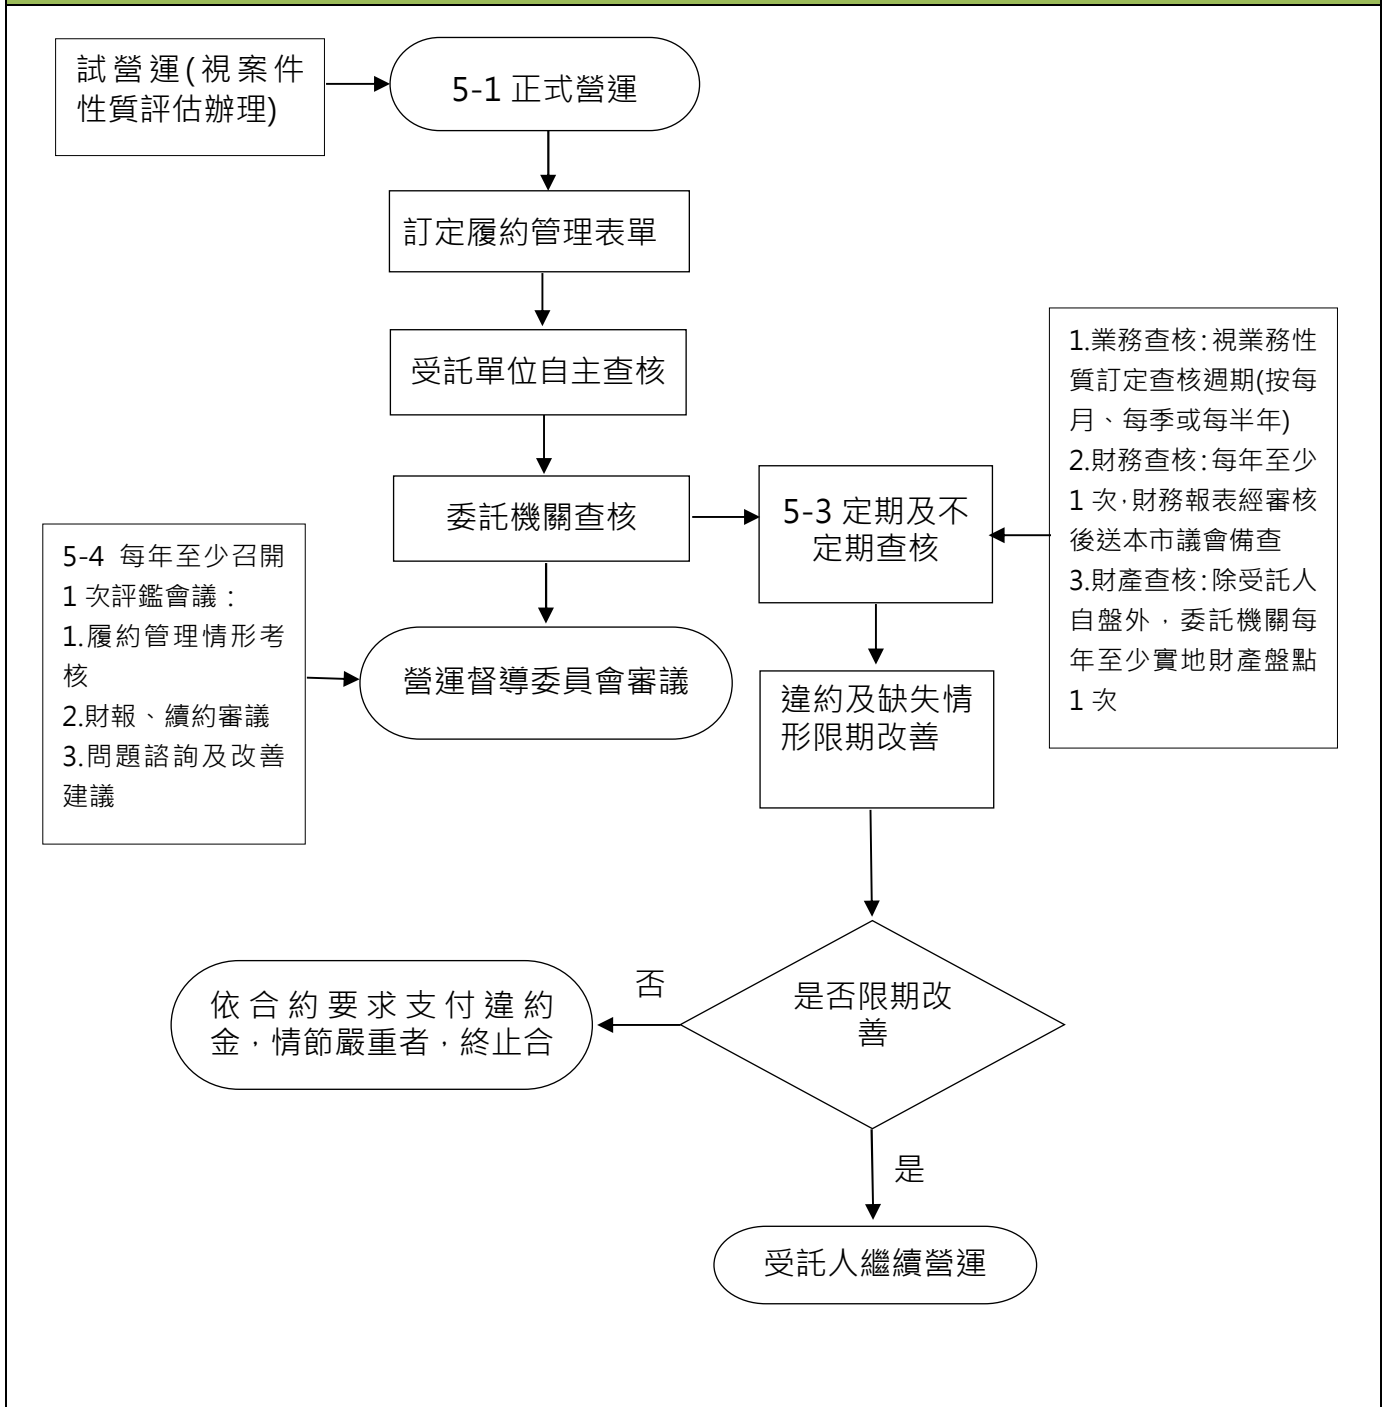 試營運(視案件
性質評估辦理)
5-1 正式營運
訂定履約管理表單
受託單位自主查核
委託機關查核
5-3 定期及不
定期查核
1.業務查核:視業務性
質訂定查核週期(按每
月、每季或每半年)
2.財務查核:每年至少
1 次,財務報表經審核
後送本市議會備查
3.財產查核:除受託人
自盤外,委託機關每
年至少實地財產盤點
1 次
5-4 每年至少召開
1 次評鑑會議:
1.履約管理情形考
核
2.財報、續約審議
3.問題諮詢及改善
建議
營運督導委員會審議
違約及缺失情
形限期改善
是否限期改
善
否
依合約要求支付違約
金,情節嚴重者,終止合
是
受託人繼續營運